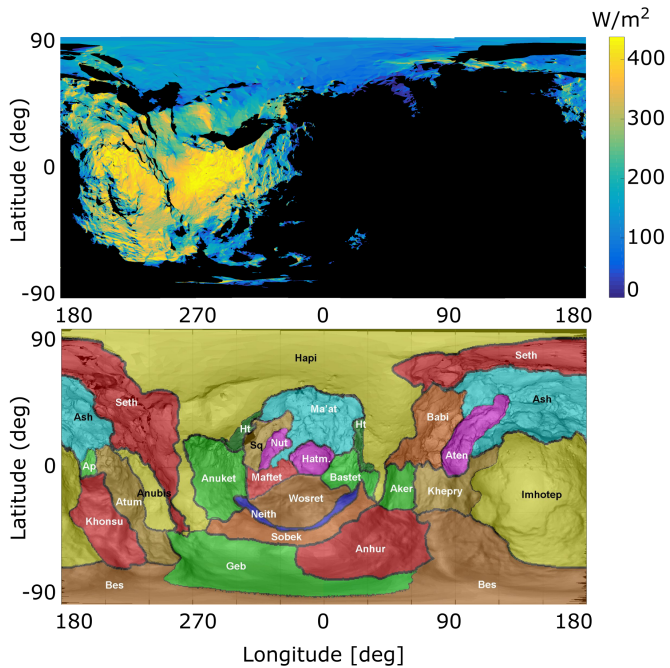 W/m²
90
0
-90
Latitude (deg)
400
300
200
100
0
180 270 0 90 180
90
0
-90
Latitude (deg)
Hapi
Seth
Seth
Ash
Ma'at
Babi
Ash
Ht
Ht
Sq
Nut
Aten
Ap
Hatm.
Anuket
Maftet
Bastet
Atum
Anubis
Aker
Khepry
Imhotep
Wosret
Khonsu
Neith
Sobek
Anhur
Geb
Bes
Bes
180 270 0 90 180
Longitude [deg]